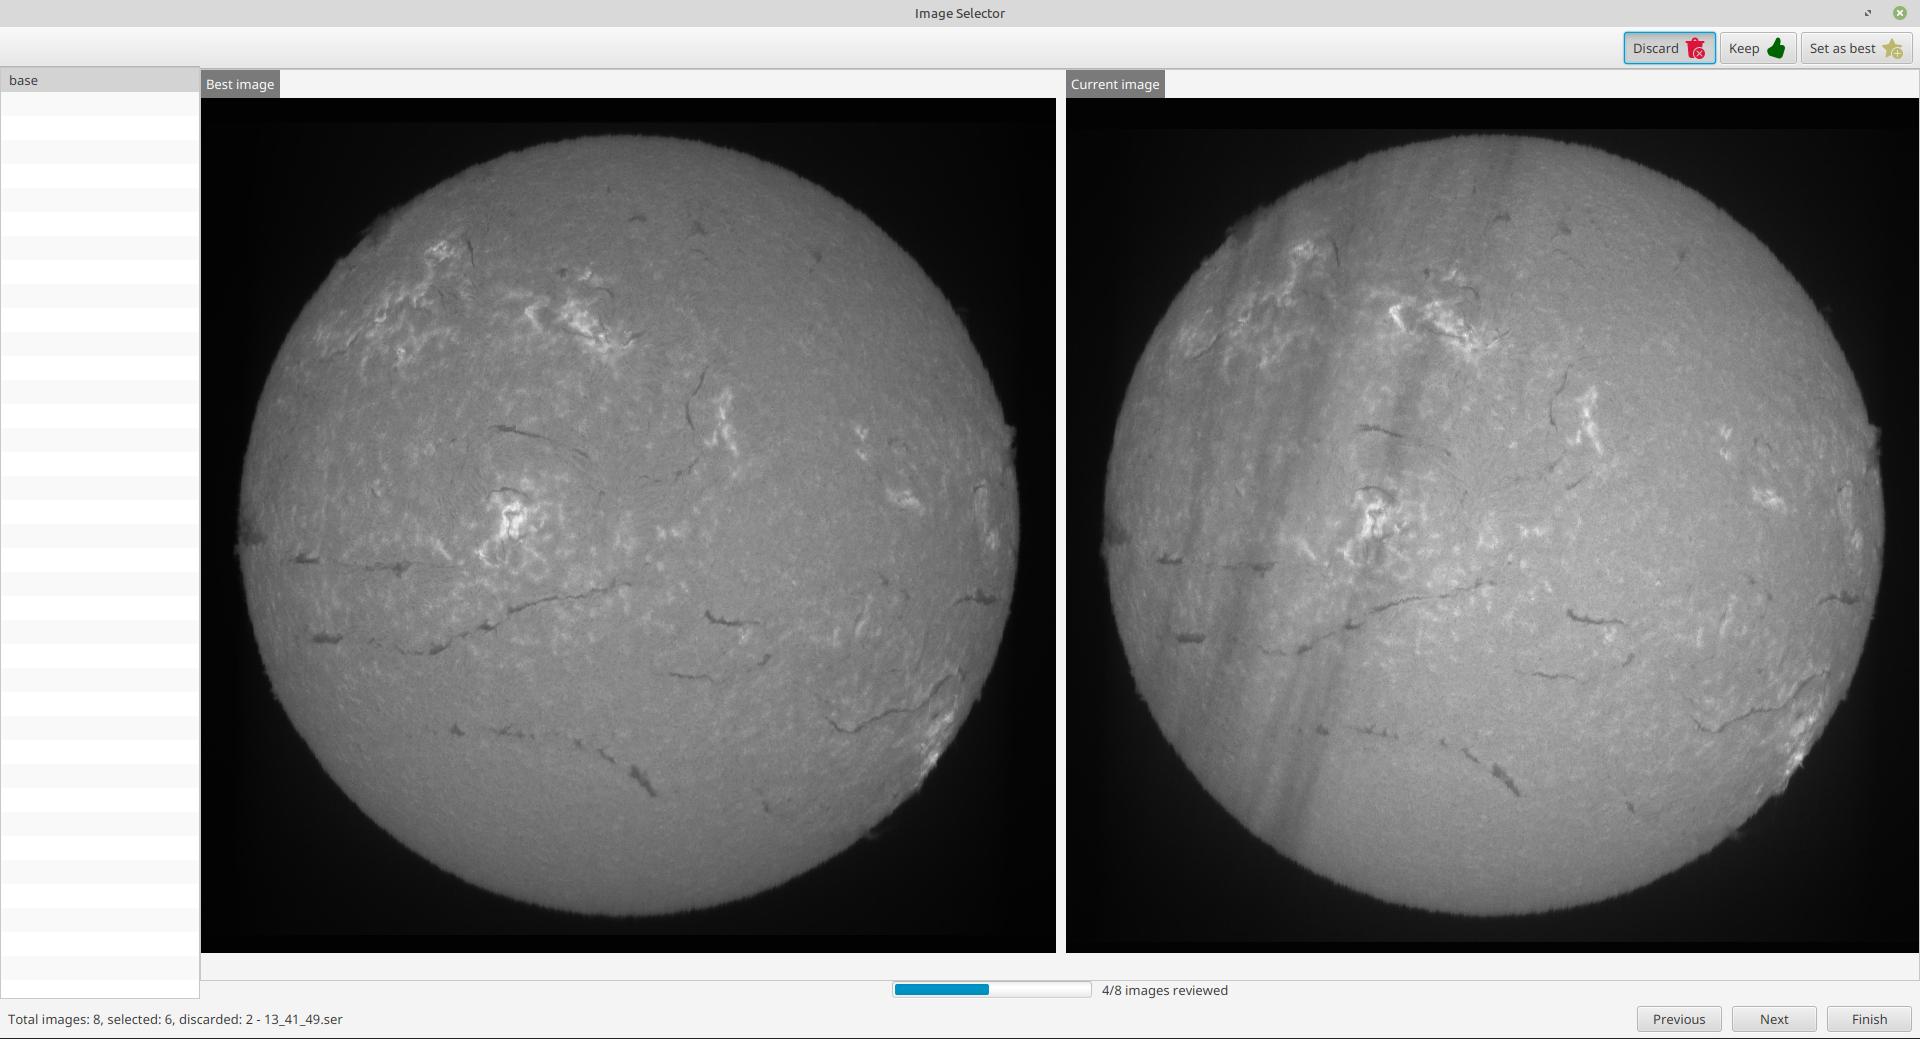 Image Selector
Discard
Keep
Set as best
base
Best image
Current image
4/8 images reviewed
Total images: 8, selected: 6, discarded: 2 - 13_41_49.ser
Previous
Next
Finish